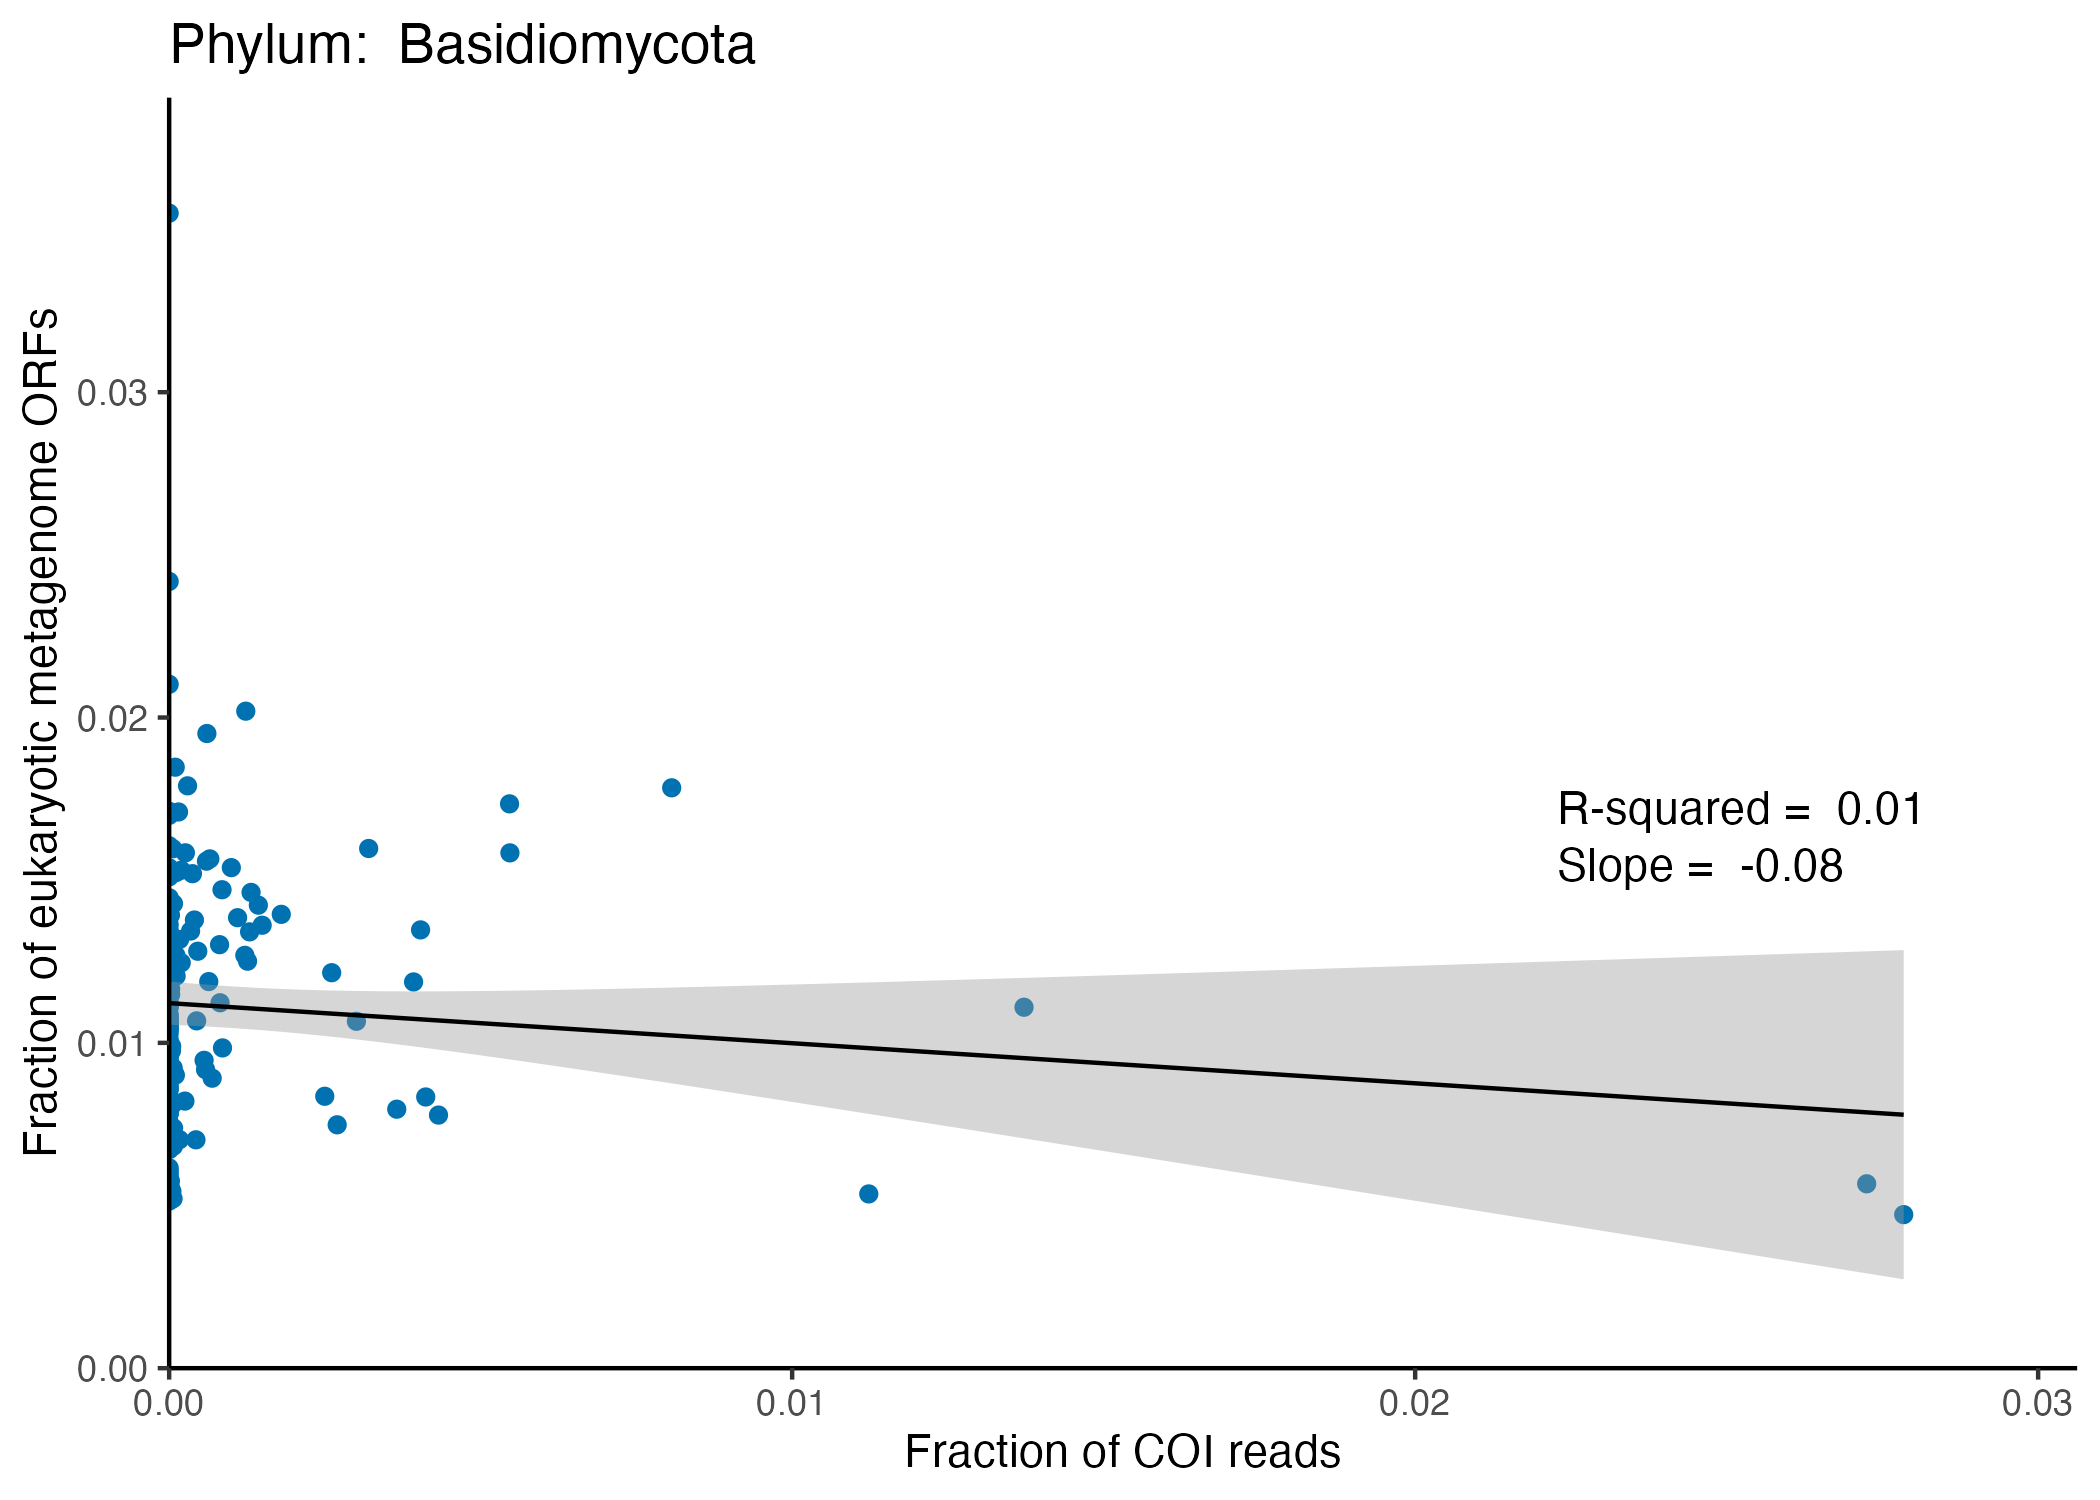 Phylum:  Basidiomycota
Fraction of eukaryotic metagenome ORFs
0.03
0.02
0.01
0.00
R-squared =  0.01
Slope =  -0.08
0.00
0.01
0.02
0.03
Fraction of COI reads